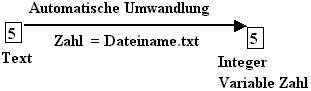 Automatische Umwandlung
5
Zahl = Dateiname.txt
5
Text
Integer
Variable Zahl